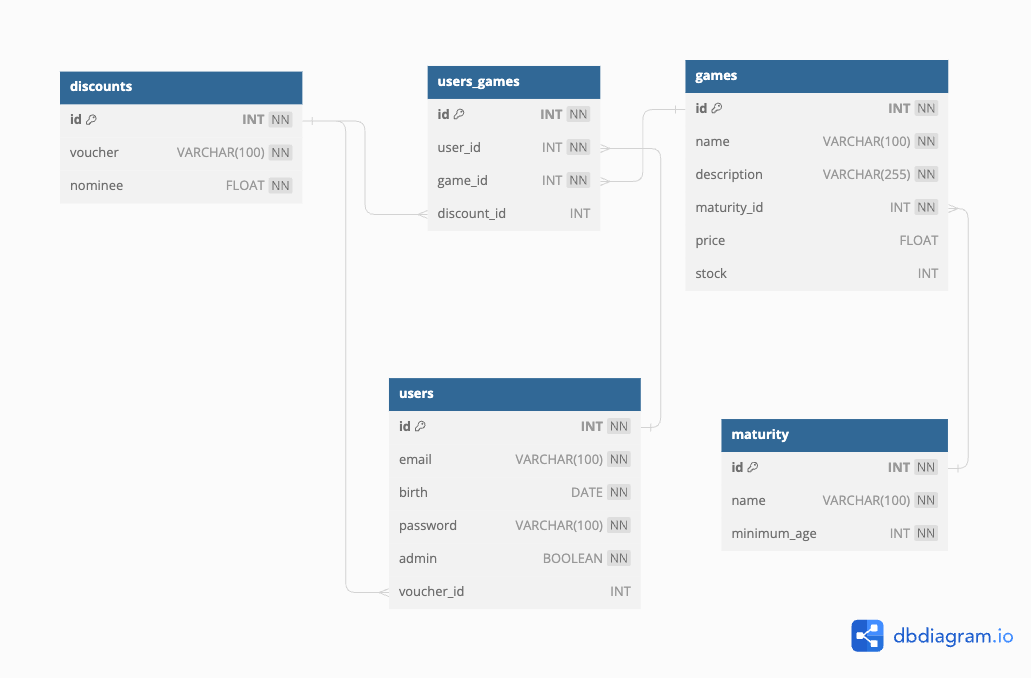 discounts
id INT NN
voucher VARCHAR(100) NN
nominee FLOAT NN
users_games
id INT NN
user_id INT NN
game_id INT NN
discount_id INT
games
id INT NN
name VARCHAR(100) NN
description VARCHAR(255) NN
maturity_id INT NN
price FLOAT
stock INT
users
id INT NN
email VARCHAR(100) NN
birth DATE NN
password VARCHAR(100) NN
admin BOOLEAN NN
voucher_id INT
maturity
id INT NN
name VARCHAR(100) NN
minimum_age INT NN
dbdiagram.io